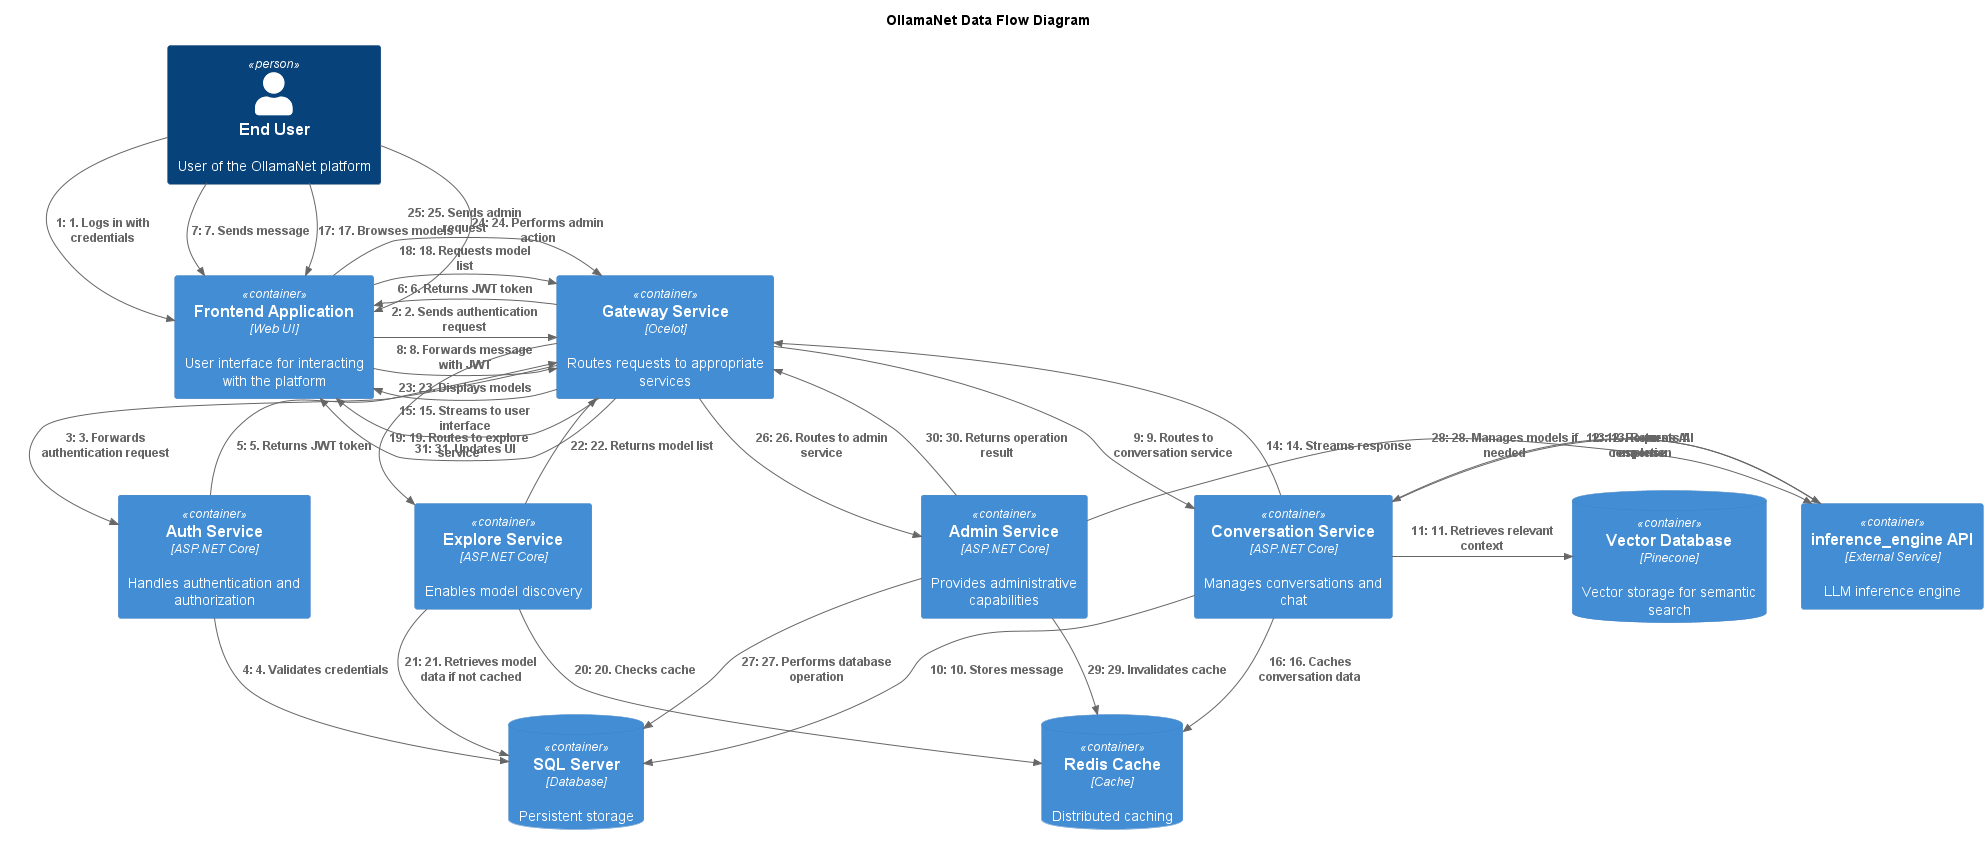 OllamaNet Data Flow Diagram
«person»
End User
User of the OllamaNet platform
1: 1. Logs in with
credentials
7: 7. Sends message
17: 17. Browses models
25: 25. Sends admin
request
24: 24. Performs admin
action
18: 18. Requests model
list
6: 6. Returns JWT token
2: 2. Sends authentication
request
8: 8. Forwards message
with JWT
23: 23. Displays models
15: 15. Streams to user
interface
«container»
Frontend Application
[Web UI]
User interface for interacting
with the platform
«container»
Gateway Service
[Ocelot]
Routes requests to appropriate
services
3: 3. Forwards
authentication request
5: 5. Returns JWT token
19: 19. Routes to explore
service
31: 31. Updates UI
22: 22. Returns model list
26: 26. Routes to admin
service
30: 30. Returns operation
result
9: 9. Routes to
conversation service
14: 14. Streams response
28: 28. Manages models if
needed
«container»
Auth Service
[ASP.NET Core]
Handles authentication and
authorization
«container»
Explore Service
[ASP.NET Core]
Enables model discovery
«container»
Admin Service
[ASP.NET Core]
Provides administrative
capabilities
«container»
Conversation Service
[ASP.NET Core]
Manages conversations and
chat
11: 11. Retrieves relevant
context
«container»
Vector Database
[Pinecone]
Vector storage for semantic
search
«container»
inference_engine API
[External Service]
LLM inference engine
4: 4. Validates credentials
21: 21. Retrieves model
data if not cached
20: 20. Checks cache
27: 27. Performs database
operation
10: 10. Stores message
29: 29. Invalidates cache
16: 16. Caches
conversation data
«container»
SQL Server
[Database]
Persistent storage
«container»
Redis Cache
[Cache]
Distributed caching